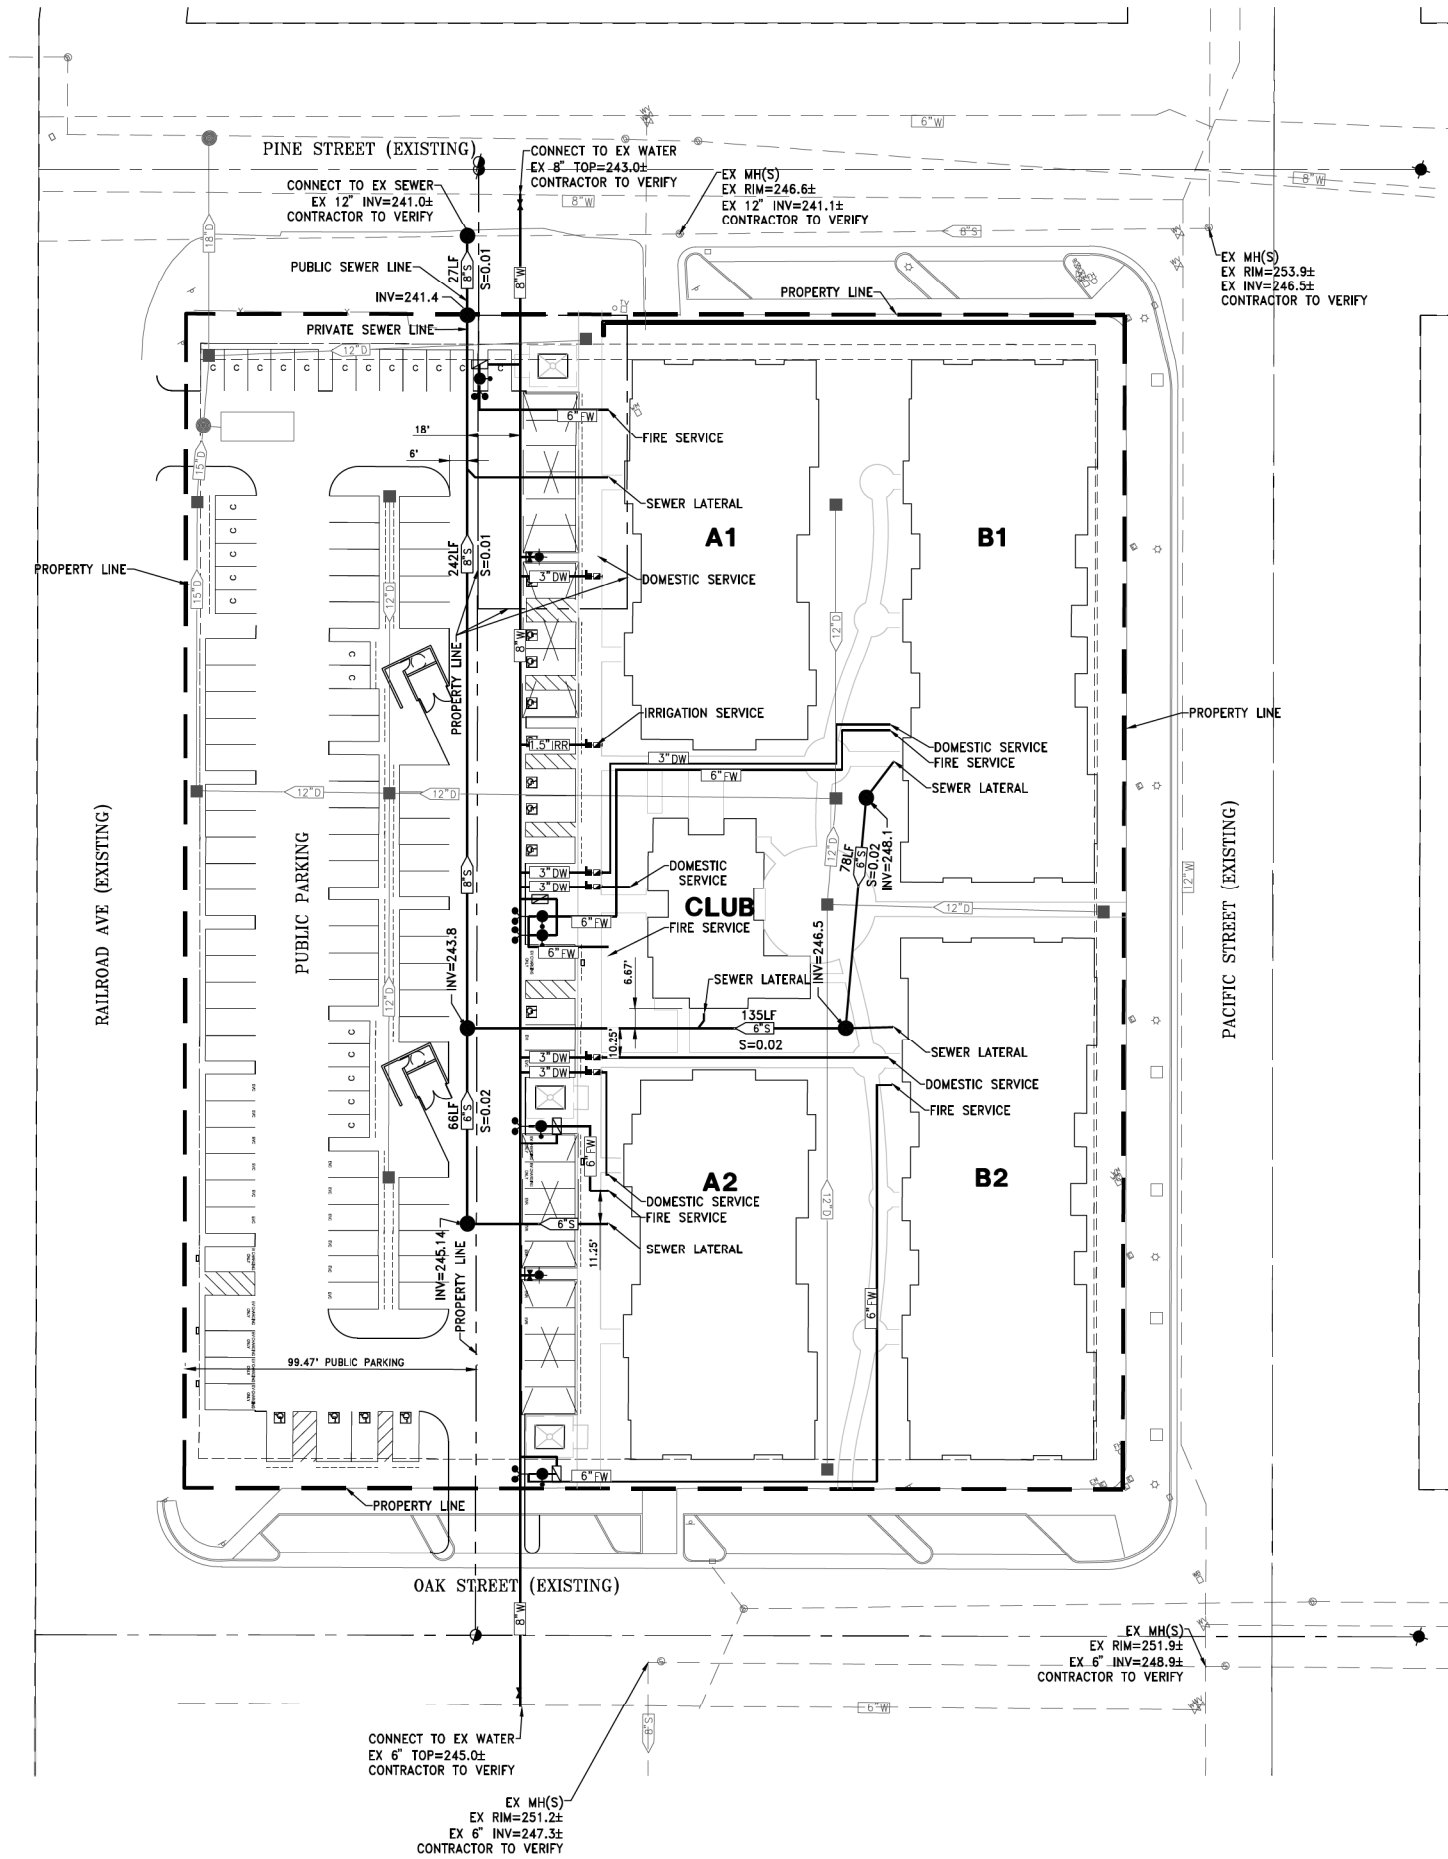 6"W
PINE STREET (EXISTING)
CONNECT TO EX WATER
EX 8" TOP=243.0±
CONTRACTOR TO VERIFY
EX MH(S)
EX RIM=246.6±
EX 12" INV=241.1±
CONTRACTOR TO VERIFY
8"W
CONNECT TO EX SEWER
EX 12" INV=241.0±
CONTRACTOR TO VERIFY
8"W
18"D
8"S
EX MH(S)
EX RIM=253.9±
EX INV=246.5±
CONTRACTOR TO VERIFY
PUBLIC SEWER LINE
27LF
8"S
S=0.01
8"W
INV=241.4
PROPERTY LINE
PRIVATE SEWER LINE
12"D
C C C C C C C C C C C
6"FW
FIRE SERVICE
18'
6'
15"D
SEWER LATERAL
C
C
C
C
A1
B1
242LF
8"S
S=0.01
PROPERTY LINE
15"D
12"D
3"DW
DOMESTIC SERVICE
12"D
8"W
C
C
PROPERTY LINE
IRRIGATION SERVICE
PROPERTY LINE
1.5"IRR
DOMESTIC SERVICE
FIRE SERVICE
3"DW
6"FW
SEWER LATERAL
12"D
12"D
RAILROAD AVE (EXISTING)
PUBLIC PARKING
8"S
12"D
78LF
6"S
S=0.02
INV=248.1
PACIFIC STREET (EXISTING)
12"W
3"DW
3"DW
DOMESTIC
SERVICE
CLUB
12"D
6"FW
FIRE SERVICE
6"FW
INV=243.8
INV=246.5
6.67'
SEWER LATERAL
12"D
135LF
6"S
S=0.02
10.25'
SEWER LATERAL
C
C
C
C
C
3"DW
3"DW
DOMESTIC SERVICE
FIRE SERVICE
66LF
6"S
S=0.02
6"FW
A2
B2
DOMESTIC SERVICE
FIRE SERVICE
12"D
6"S
SEWER LATERAL
11.25'
INV=245.14
PROPERTY LINE
6"FW
99.47' PUBLIC PARKING
6"FW
PROPERTY LINE
OAK STREET (EXISTING)
8"W
EX MH(S)
EX RIM=251.9±
EX 6" INV=248.9±
CONTRACTOR TO VERIFY
6"W
8"S
CONNECT TO EX WATER
EX 6" TOP=245.0±
CONTRACTOR TO VERIFY
EX MH(S)
EX RIM=251.2±
EX 6" INV=247.3±
CONTRACTOR TO VERIFY